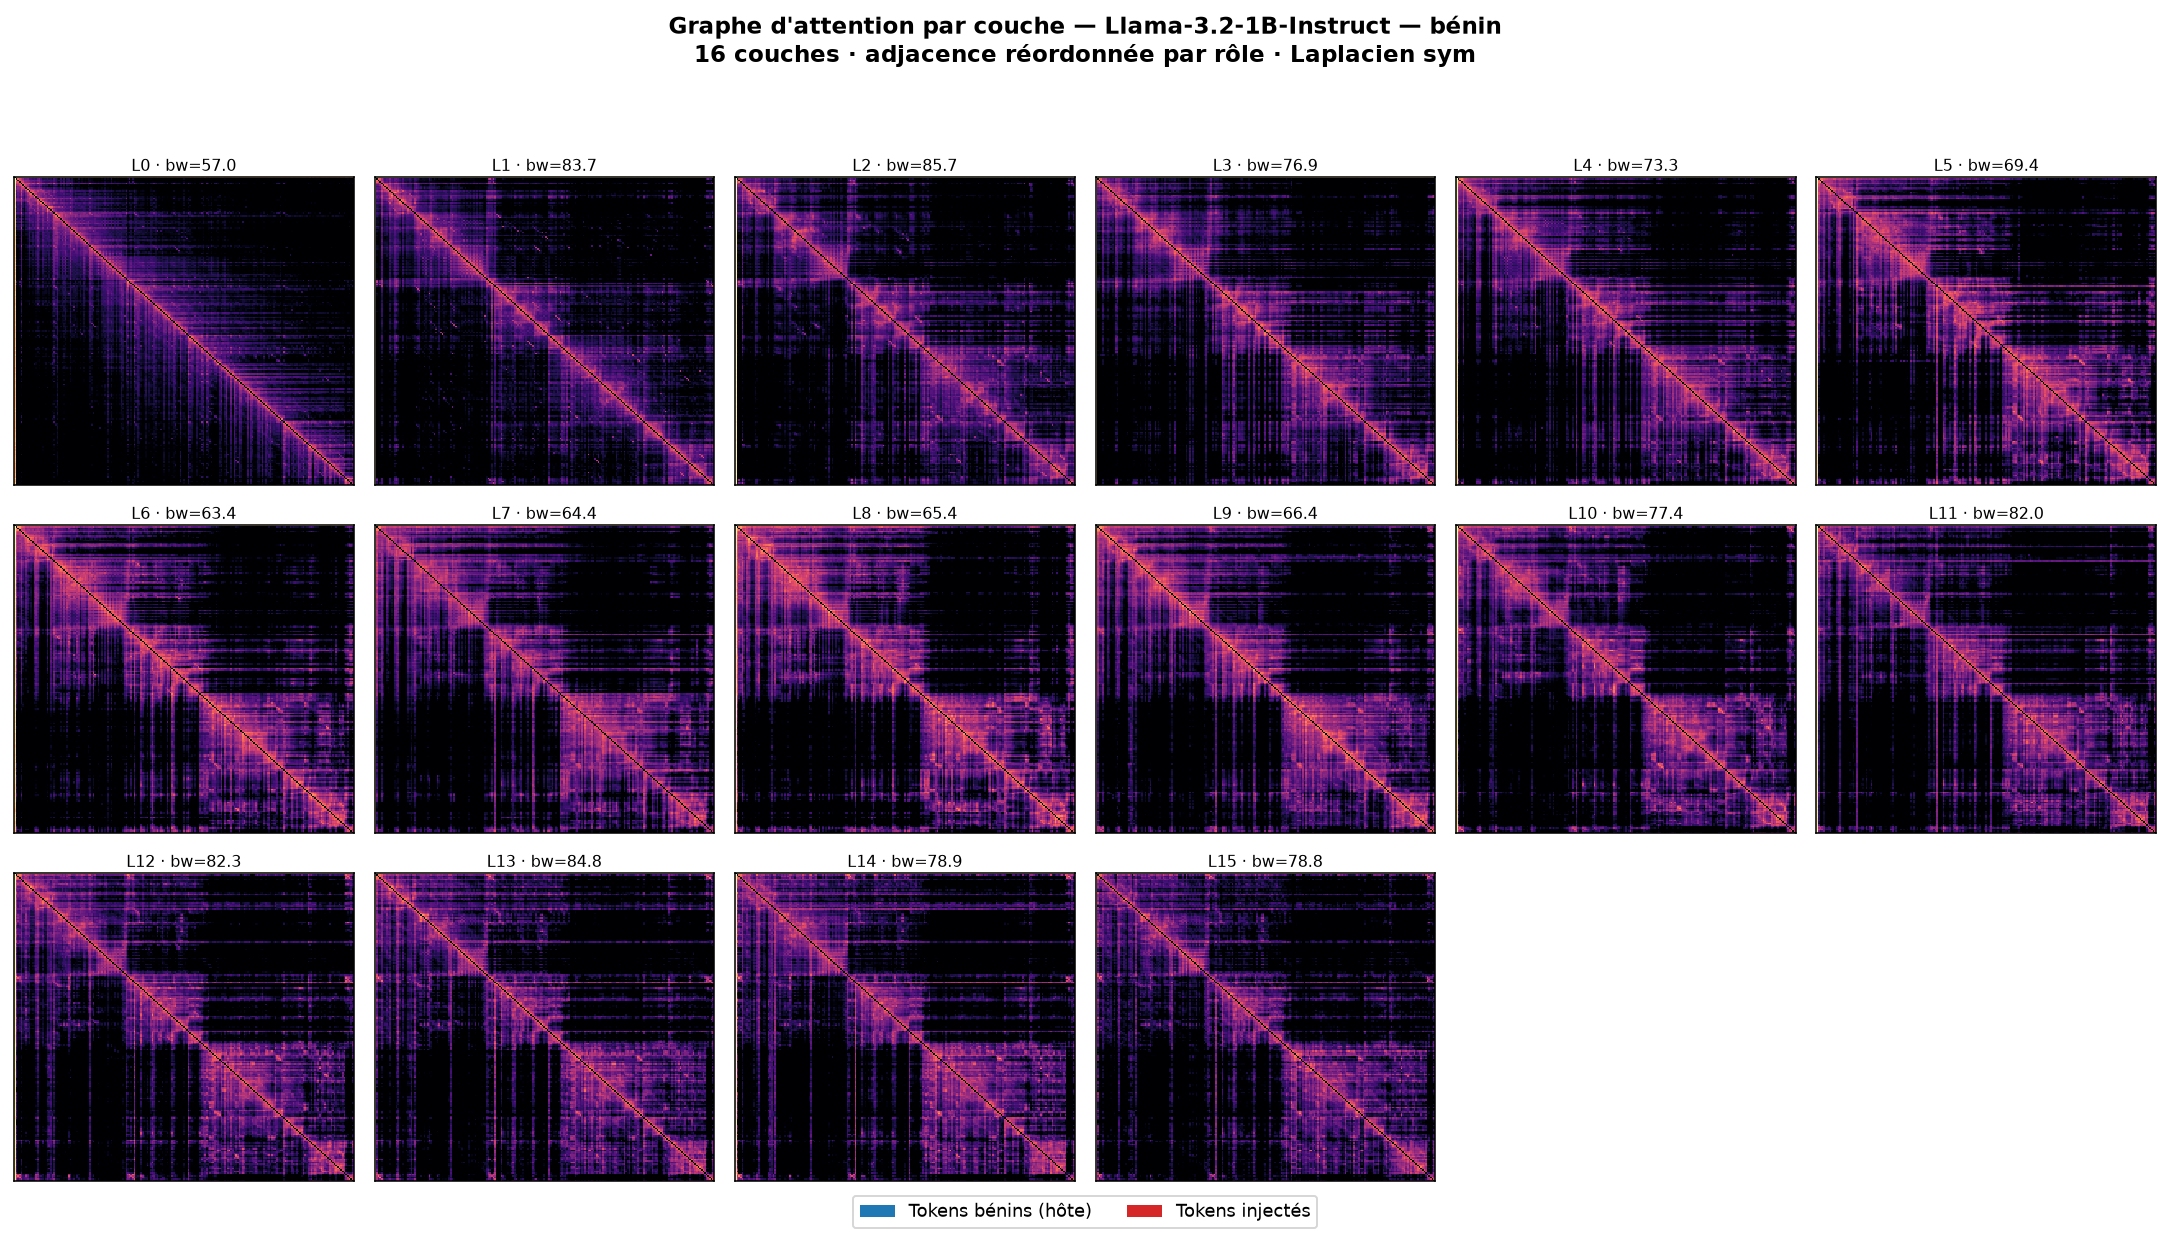 Graphe d'attention par couche — Llama-3.2-1B-Instruct — bénin
16 couches · adjacence réordonnée par rôle · Laplacien sym
L0 · bw=57.0
L1 · bw=83.7
L2 · bw=85.7
L3 · bw=76.9
L4 · bw=73.3
L5 · bw=69.4
L6 · bw=63.4
L7 · bw=64.4
L8 · bw=65.4
L9 · bw=66.4
L10 · bw=77.4
L11 · bw=82.0
L12 · bw=82.3
L13 · bw=84.8
L14 · bw=78.9
L15 · bw=78.8
Tokens bénins (hôte)
Tokens injectés